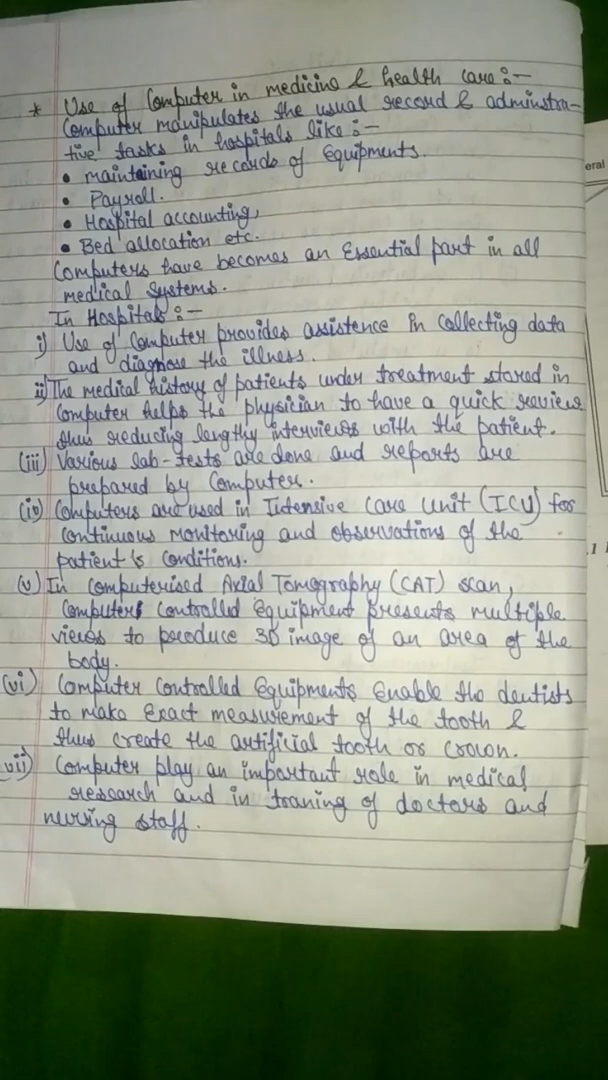 * Use of Computer in medicine & health care :-
Computer manipulates the usual record & adminstra-
tive tasks in hospitals like :-
• maintaining records of Equipments.
• Payroll.
• Hospital accounting,
• Bed allocation etc.
Computers have becomes an Essential part in all
medical Systems.
In Hospitals :-
i) Use of Computer provides assistence in collecting data
and diagnose the illness.
ii) The medical history of patients under treatment stored in
Computer helps the physician to have a quick review
thus reducing lengthy interviews with the patient.
(iii) Various lab-tests are done and reports are
prepared by Computer.
(iv) Computers are used in Intensive Care Unit (ICU) for
continuous monitoring and observations of the
patient's conditions.
(v) In Computerised Axial Tomography (CAT) scan,
Computers Controlled Equipment presents multiple
views to produce 3D image of an area of the
body.
(vi) Computer Controlled Equipments Enable the dentists
to make Exact measurement of the tooth &
thus create the artificial tooth or crown.
vii) Computer play an important role in medical
research and in traning of doctors and
nursing staff.
eral
.1